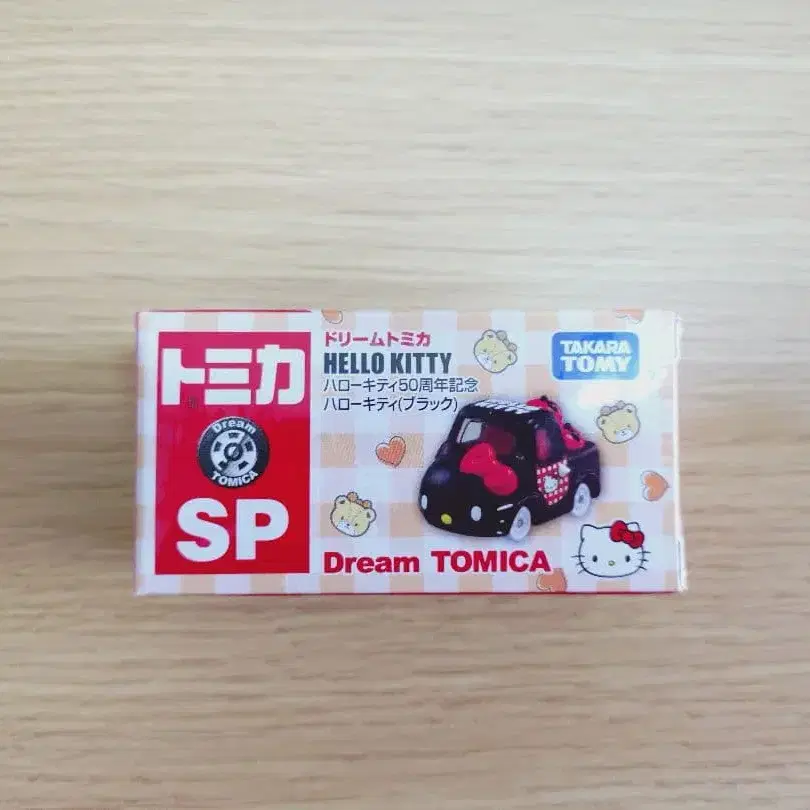 トミカ
Dream
TOMICA
SP
ドリームトミカ
HELLO KITTY
ハローキティ50周年記念
ハローキティ(ブラック)
TAKARA
TOMY
Dream TOMICA